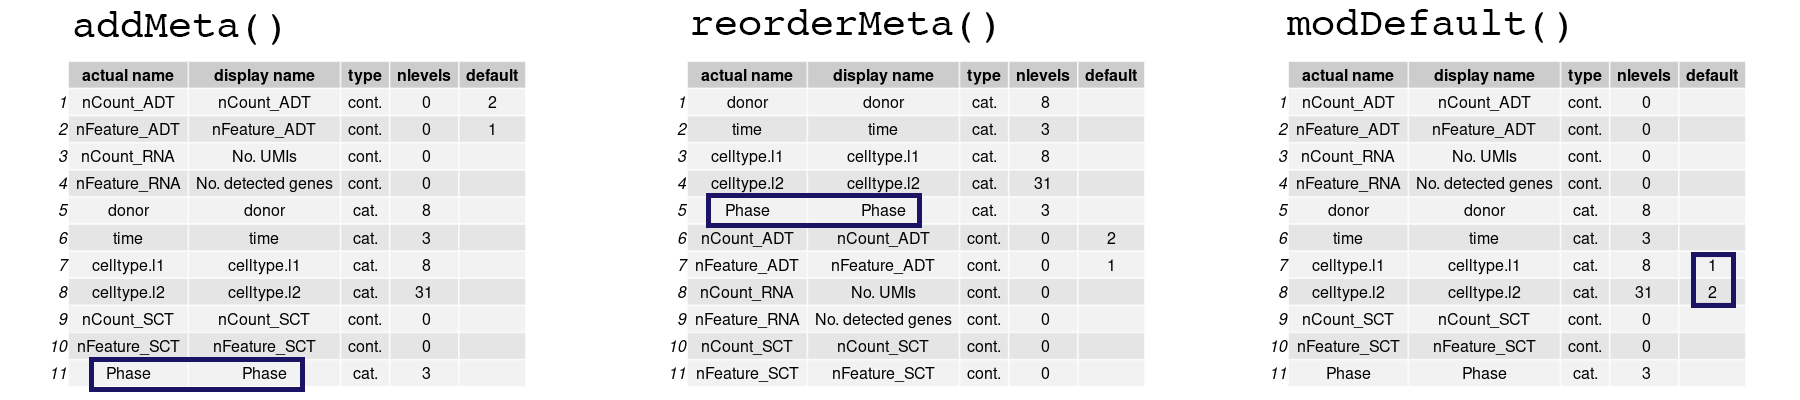 addMeta()
actual name display name type nlevels default
1 nCount_ADT nCount_ADT cont. 0 2
2 nFeature_ADT nFeature_ADT cont. 0 1
3 nCount_RNA No. UMIs cont. 0
4 nFeature_RNA No. detected genes cont. 0
5 donor donor cat. 8
6 time time cat. 3
7 celltype.l1 celltype.l1 cat. 8
8 celltype.l2 celltype.l2 cat. 31
9 nCount_SCT nCount_SCT cont. 0
10 nFeature_SCT nFeature_SCT cont. 0
11 Phase Phase cat. 3
reorderMeta()
actual name display name type nlevels default
1 donor donor cat. 8
2 time time cat. 3
3 celltype.l1 celltype.l1 cat. 8
4 celltype.l2 celltype.l2 cat. 31
5 Phase Phase cat. 3
6 nCount_ADT nCount_ADT cont. 0 2
7 nFeature_ADT nFeature_ADT cont. 0 1
8 nCount_RNA No. UMIs cont. 0
9 nFeature_RNA No. detected genes cont. 0
10 nCount_SCT nCount_SCT cont. 0
11 nFeature_SCT nFeature_SCT cont. 0
modDefault()
actual name display name type nlevels default
1 nCount_ADT nCount_ADT cont. 0
2 nFeature_ADT nFeature_ADT cont. 0
3 nCount_RNA No. UMIs cont. 0
4 nFeature_RNA No. detected genes cont. 0
5 donor donor cat. 8
6 time time cat. 3
7 celltype.l1 celltype.l1 cat. 8 1
8 celltype.l2 celltype.l2 cat. 31 2
9 nCount_SCT nCount_SCT cont. 0
10 nFeature_SCT nFeature_SCT cont. 0
11 Phase Phase cat. 3